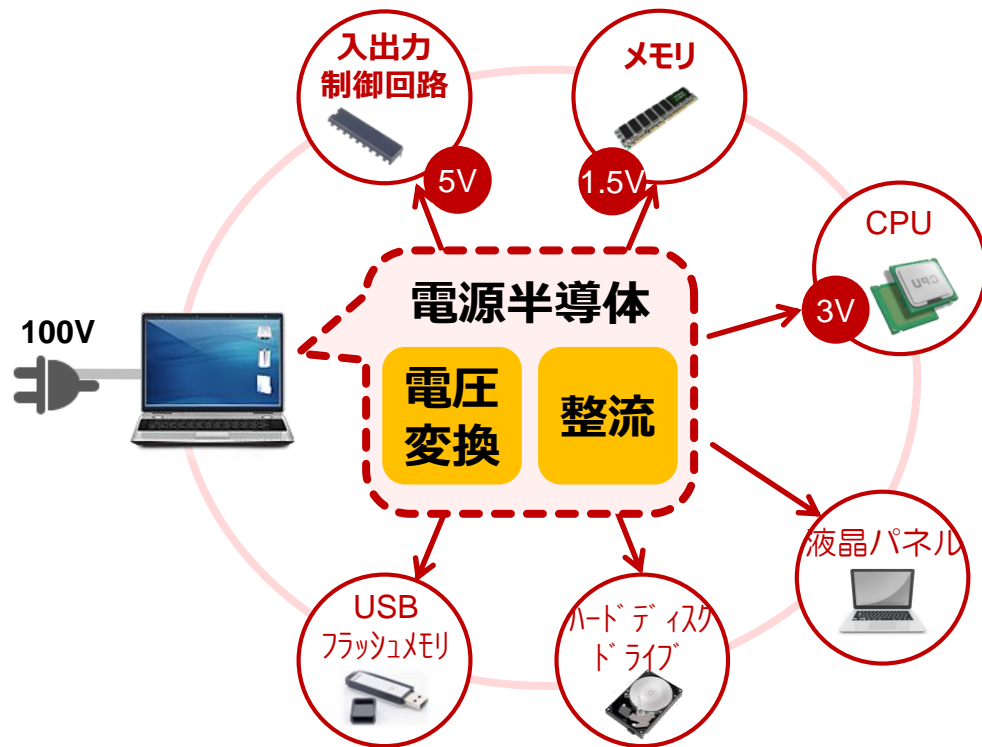 入出力
制御回路
5V
メモリ
1.5V
CPU
3V
100V
電源半導体
電圧
変換
整流
液晶パネル
USB
フラッシュメモリ
ハードディスク
ドライブ
CPU